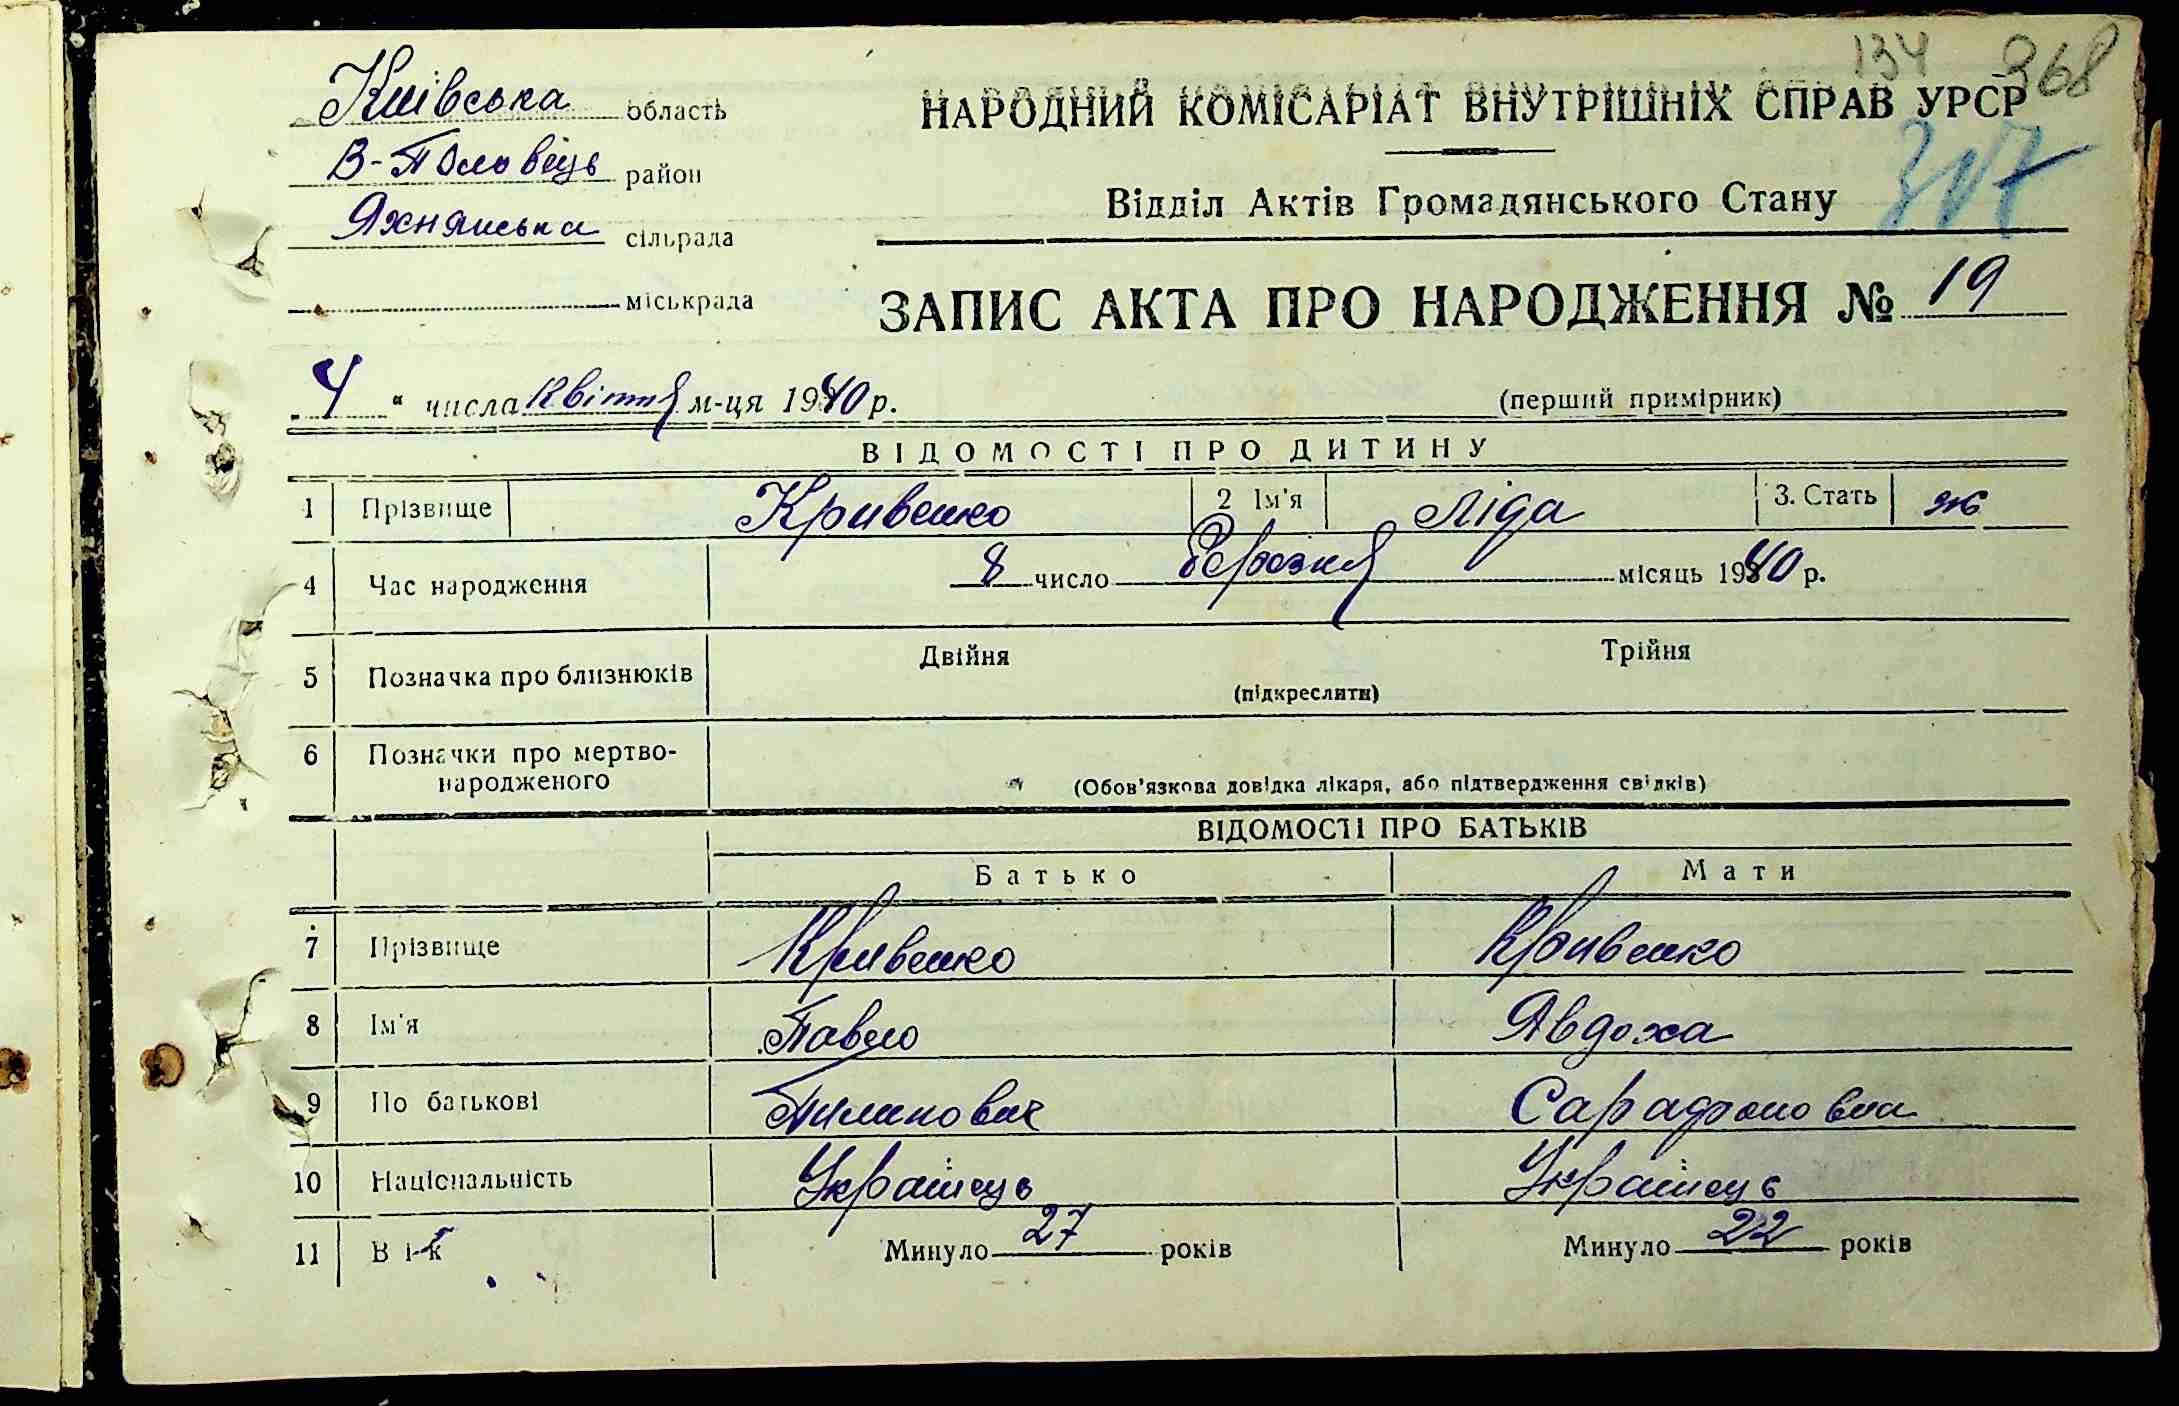 134 368
Київська область
НАРОДНИЙ КОМІСАРІАТ ВНУТРІШНІХ СПРАВ УРСР
В-Половець район
307
Відділ Актів Громадянського Стану
Яхнянська сільрада
міськрада
ЗАПИС АКТА ПРО НАРОДЖЕННЯ № 19
4 " числа квітня м-ця 1940 р.
(перший примірник)
ВІДОМОСТІ ПРО ДИТИНУ
1 Прізвище Кривенко 2 Ім'я Ліда 3. Стать ж
4 Час народження 8 число березня місяць 1940 р.
5 Позначка про близнюків Двійня Трійня
(підкреслити)
6 Позначки про мертво-
народженого
(Обов'язкова довідка лікаря, або підтвердження свідків)
ВІДОМОСТІ ПРО БАТЬКІВ
Батько Мати
7 Прізвище Кривенко Кривенко
8 Ім'я Павло Явдоха
9 По батькові Пилипович
10 Національність Українець Українець
11 Вік Минуло 27 років Минуло 22 років